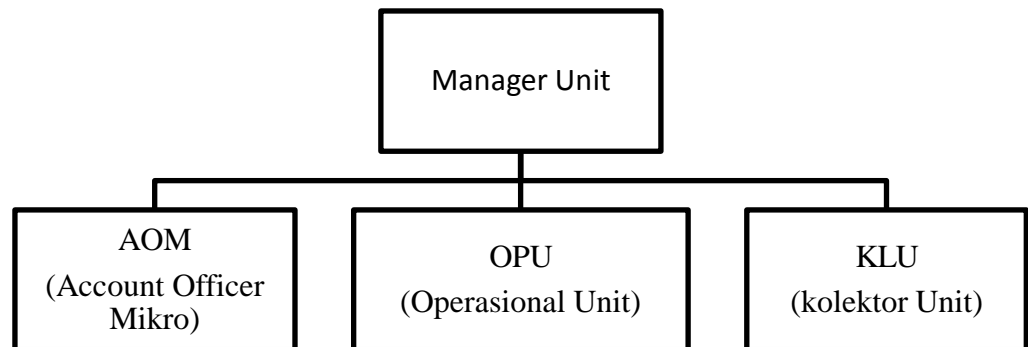 Manager Unit
AOM
(Account Officer
Mikro)
OPU
(Operasional Unit)
KLU
(kolektor Unit)